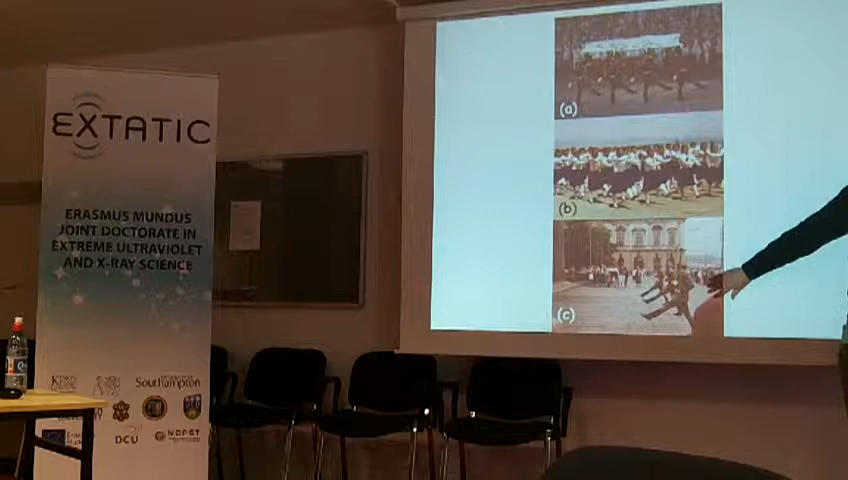 EXTATIC
ERASMUS MUNDUS
JOINT DOCTORATE IN
EXTREME ULTRAVIOLET
AND X-RAY SCIENCE
Southampton
DCU
(a)
(b)
(c)